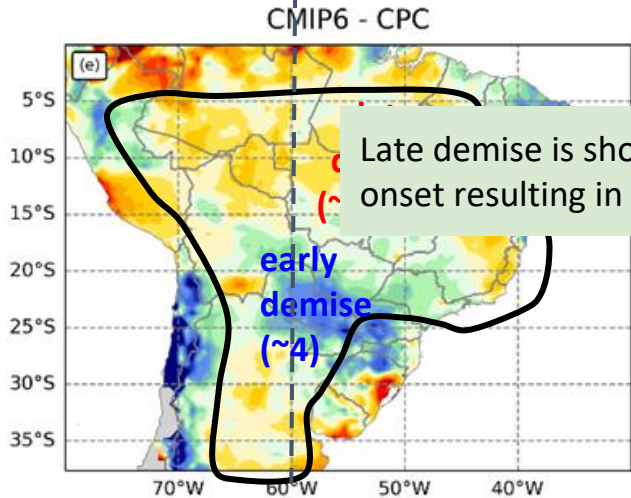 CMIP6 - CPC
(e)
Late demise is
onset resulting in
5°S
10°S
15°S
20°S
25°S
30°S
35°S
early
demise
(~4)
70°W
60°W
50°W
40°W